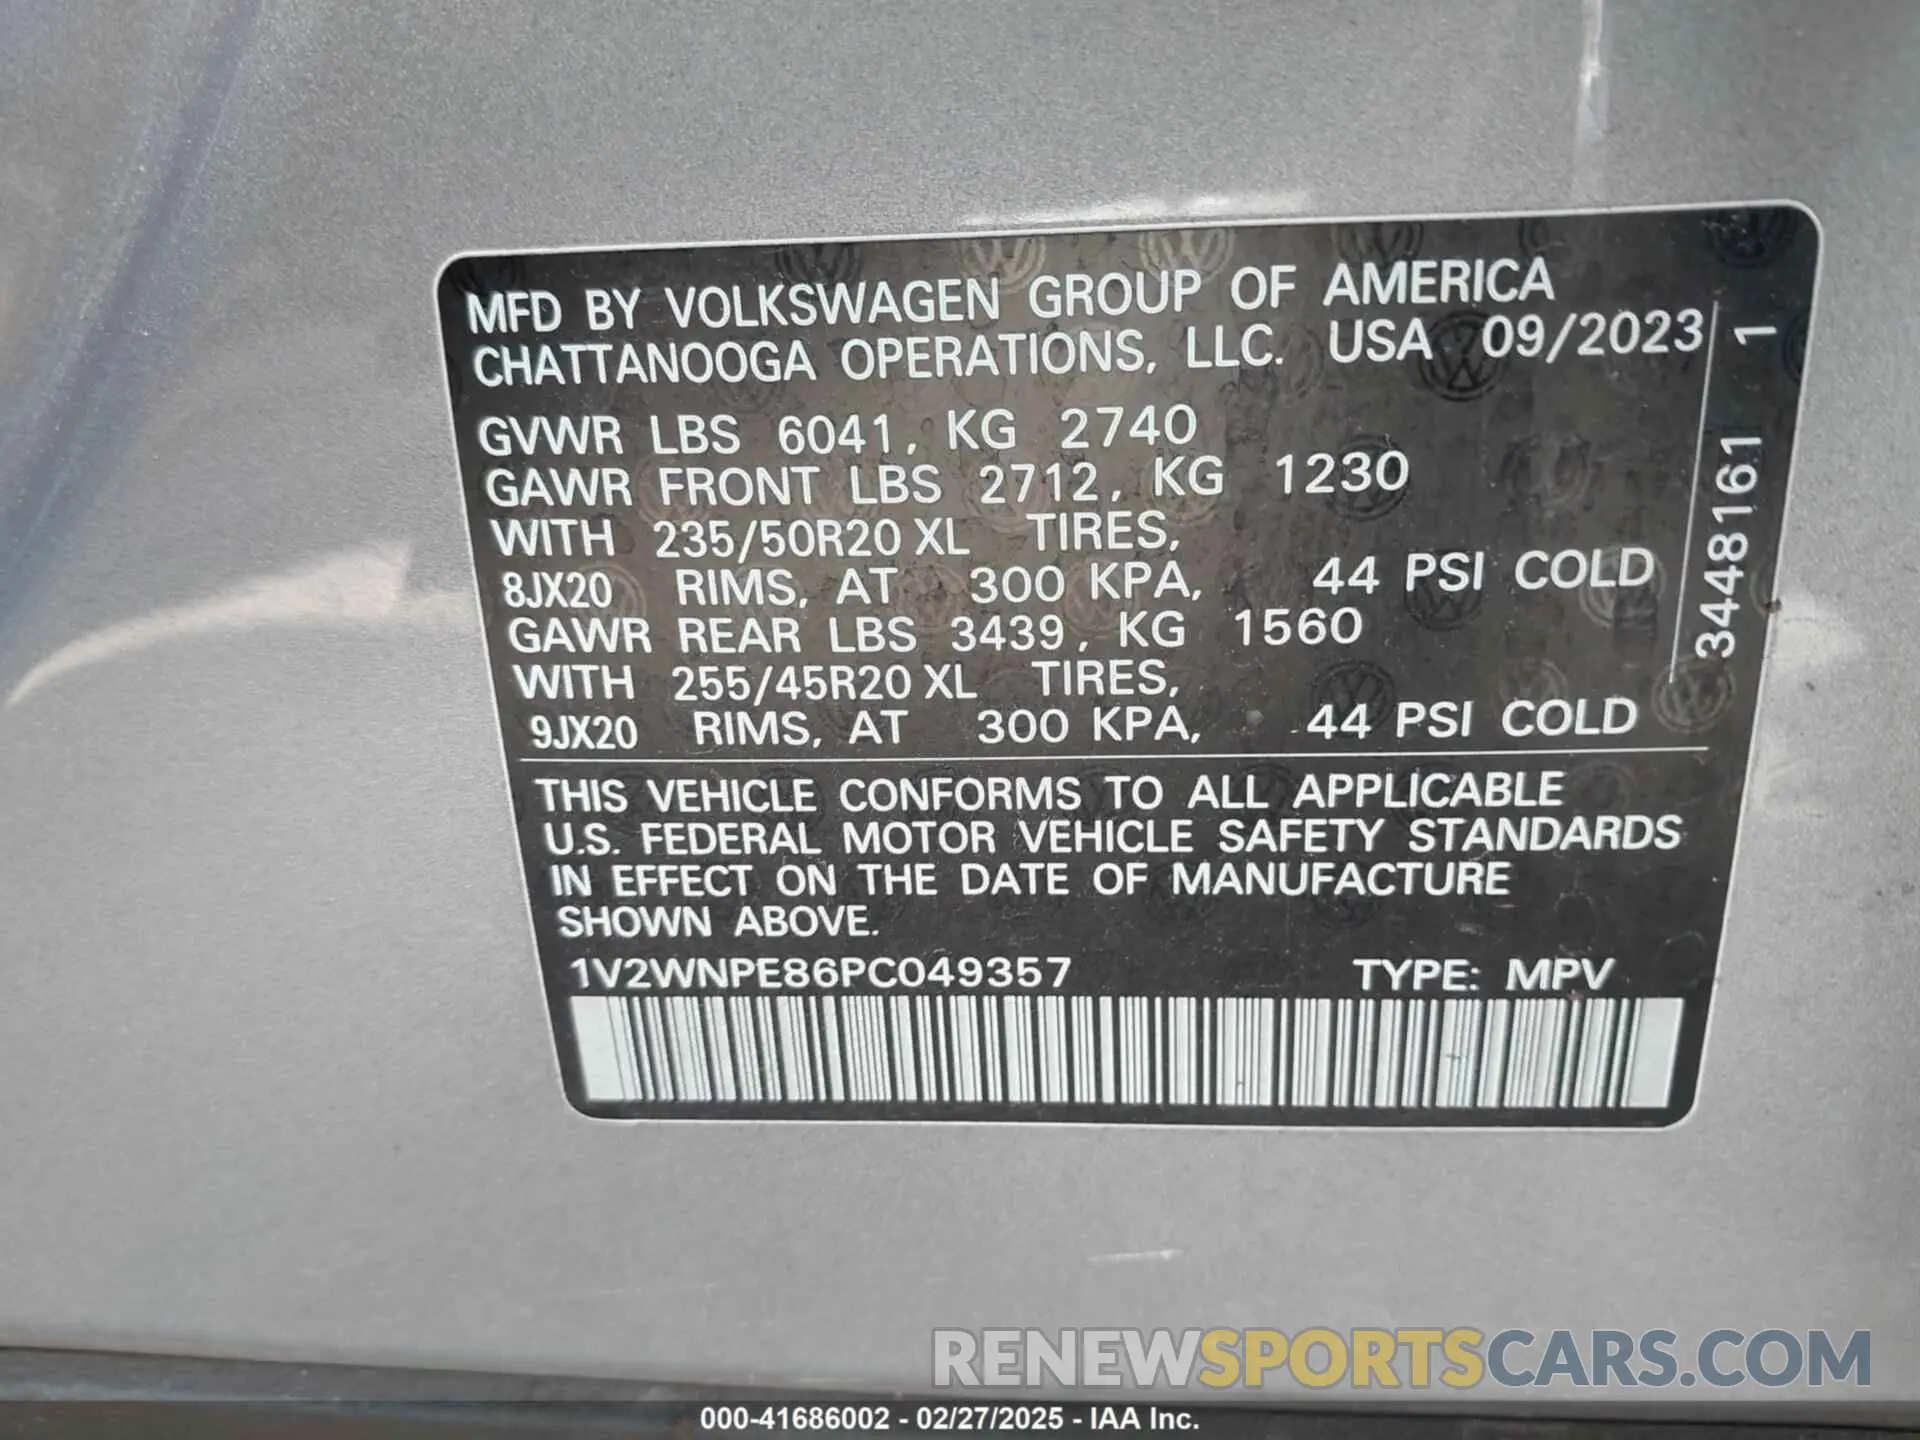 MFD BY VOLKSWAGEN GROUP OF AMERICA
CHATTANOOGA OPERATIONS, LLC. USA 09/2023
GVWR LBS 6041, KG 2740
GAWR FRONT LBS 2712, KG 1230
WITH 235/50R20 XL TIRES,
8JX20 RIMS, AT 300 KPA, 44 PSI COLD
GAWR REAR LBS 3439, KG 1560
WITH 255/45R20 XL TIRES,
9JX20 RIMS, AT 300 KPA, 44 PSI COLD
3448161 1
THIS VEHICLE CONFORMS TO ALL APPLICABLE
U.S. FEDERAL MOTOR VEHICLE SAFETY STANDARDS
IN EFFECT ON THE DATE OF MANUFACTURE
SHOWN ABOVE.
1V2WNPE86PC049357 TYPE: MPV
RENEWSPORTSCARS.COM
000-41686002 - 02/27/2025 - IAA Inc.